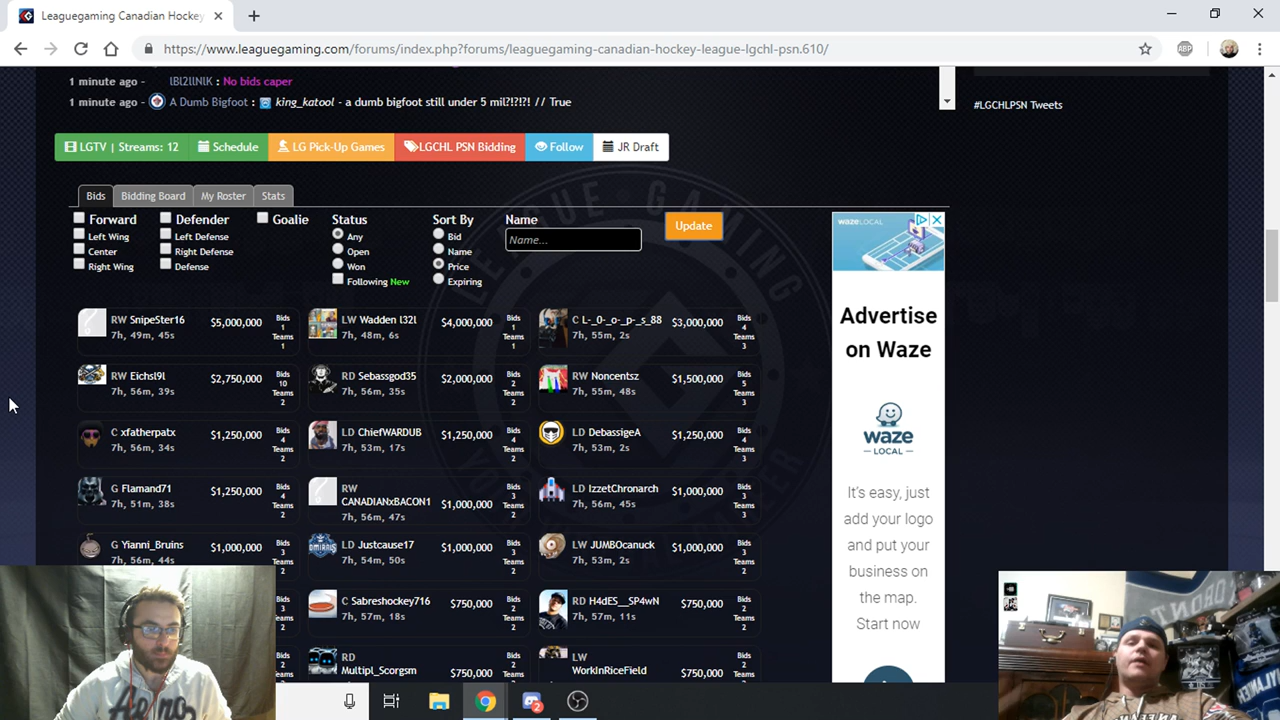 Leaguegaming Canadian Hockey
https://www.leaguegaming.com/forums/index.php?forums/leaguegaming-canadian-hockey-league-lgchl-psn.610/
ABP
1 minute ago - lBl2llNlK : No bids caper
1 minute ago - A Dumb Bigfoot : king_katool - a dumb bigfoot still under 5 mil?!?!?! // True
#LGCHLPSN Tweets
LGTV | Streams: 12 Schedule LG Pick-Up Games LGCHL PSN Bidding Follow JR Draft
Bids Bidding Board My Roster Stats
Forward Defender Goalie Status Sort By Name Update
Left Wing Left Defense Any Bid Name...
Center Right Defense Open Name
Right Wing Defense Won Price
Following New Expiring
RW SnipeSter16 $5,000,000 Bids 1 Teams 1 LW Wadden l32l $4,000,000 Bids 1 Teams 1 C L-_0-_o_-p-_s_88 $3,000,000 Bids 4 Teams 3
7h, 49m, 45s 7h, 48m, 6s 7h, 55m, 2s
RW Eichsl9l $2,750,000 Bids 10 Teams 2 RD Sebassgod35 $2,000,000 Bids 2 Teams 2 RW Noncentsz $1,500,000 Bids 5 Teams 3
7h, 56m, 39s 7h, 56m, 35s 7h, 55m, 48s
C xfatherpatx $1,250,000 Bids 4 Teams 2 LD ChiefWARDUB $1,250,000 Bids 4 Teams 2 LD DebassgeA $1,250,000 Bids 4 Teams 3
7h, 56m, 34s 7h, 53m, 17s 7h, 53m, 2s
G Flamand71 $1,250,000 Bids 4 Teams 2 RW CANADIANxBACON1 $1,000,000 Bids 3 Teams 2 LD IzzetChronarch $1,000,000 Bids 3 Teams 2
7h, 51m, 38s 7h, 56m, 47s 7h, 56m, 45s
G Yianni_Bruins $1,000,000 Bids 3 Teams 2 LD Justcause17 $1,000,000 Bids 3 Teams 2 LW JUMBOcanuck $1,000,000 Bids 3 Teams 2
7h, 56m, 44s 7h, 54m, 50s 7h, 53m, 2s
C Sabreshockey716 $750,000 Bids 2 Teams 2 RD H4dES__SP4wN $750,000 Bids 2 Teams 2
7h, 57m, 18s 7h, 57m, 11s
RD Multipl_Scorgsm $750,000 Bids 2 Teams 2 LW WorkInRiceField $750,000 Bids 2 Teams 2
waze LOCAL
Advertise
on Waze
waze
LOCAL
It's easy, just
add your logo
and put your
business on
the map.
Start now